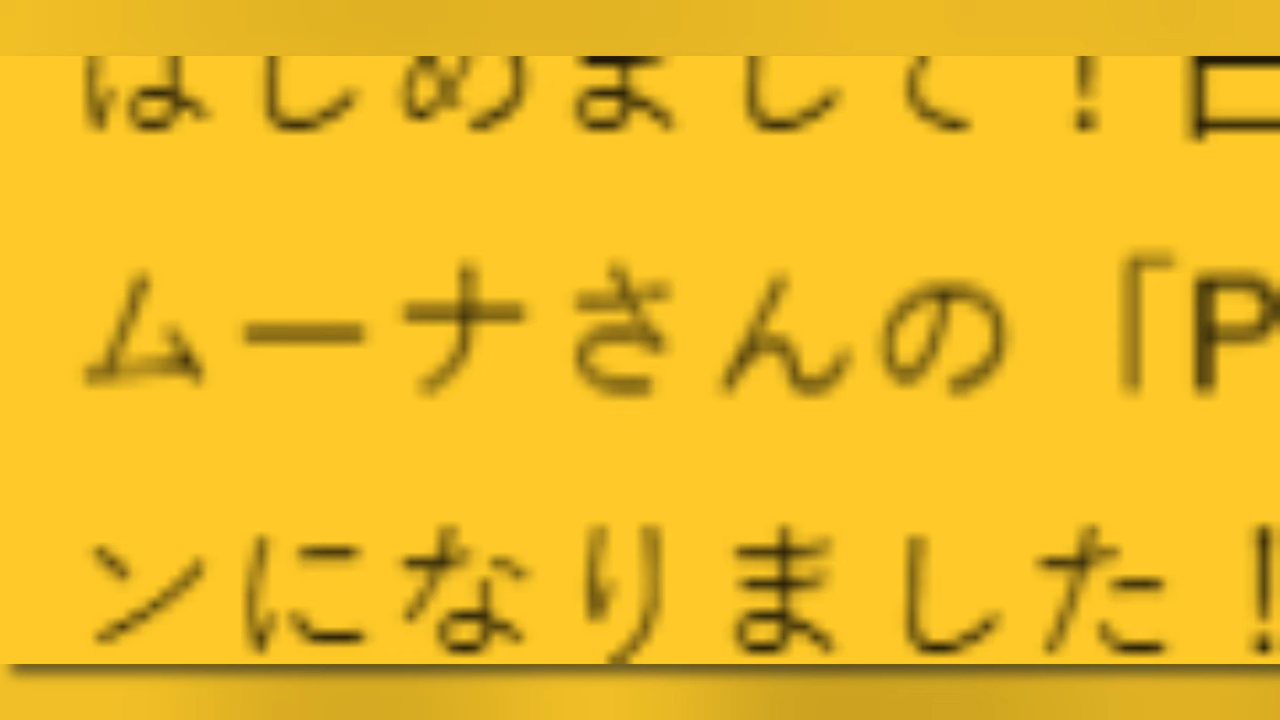 はじめまして！日
ムーナさんの「P
ンになりました！